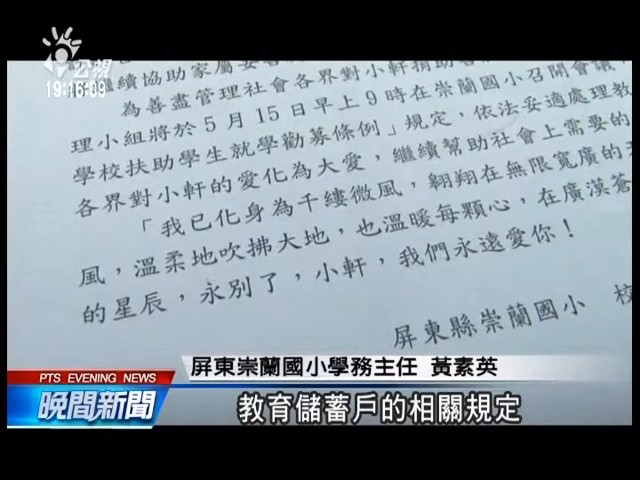 公視
19:16:09
繼續協助家屬妥善
為善盡管理社會各界對小軒捐助
理小組將於5月15日早上9時在崇蘭國小召開會議
學校扶助學生就學勸募條例」規定，依法妥適處理教
各界對小軒的愛化為大愛，繼續幫助社會上需要的
「我已化身為千縷微風，翱翔在無限寬廣的
風，溫柔地吹拂大地，也溫暖每顆心，在廣漠蒼
的星辰，永別了，小軒，我們永遠愛你！
屏東縣崇蘭國小 校
屏東崇蘭國小學務主任 黃素英
PTS EVENING NEWS
晚間新聞
教育儲蓄戶的相關規定